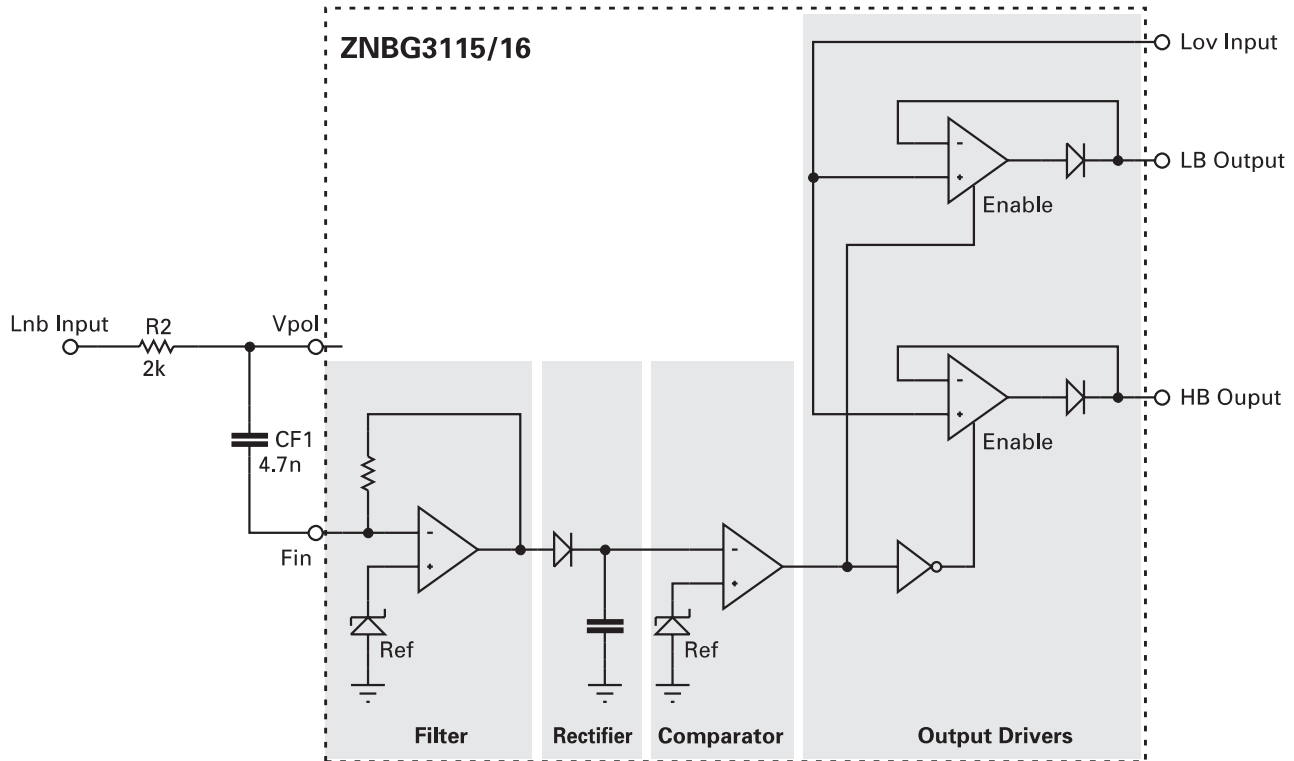 ZNBG3115/16
Lov Input
-
+
LB Output
Enable
Lnb Input
R2
2k
Vpol
-
+
HB Ouput
Enable
CF1
4.7n
Fin
-
+
Ref
-
+
Ref
Filter
Rectifier
Comparator
Output Drivers